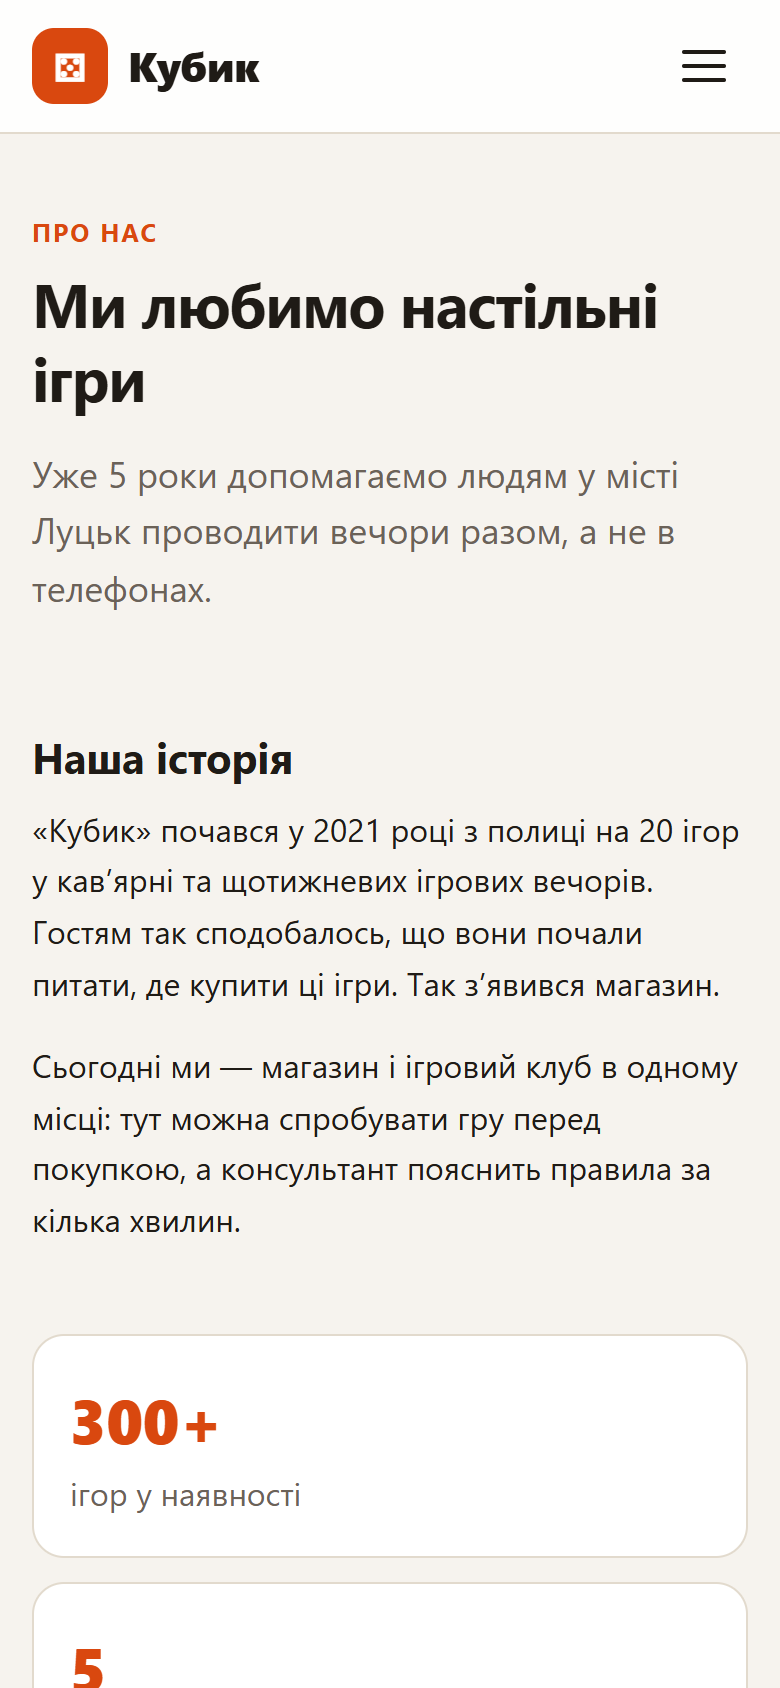 Кубик
ПРО НАС
Ми любимо настільні
ігри
Уже 5 роки допомагаємо людям у місті
Луцьк проводити вечори разом, а не в
телефонах.
Наша історія
«Кубик» почався у 2021 році з полиці на 20 ігор
у кав’ярні та щотижневих ігрових вечорів.
Гостям так сподобалось, що вони почали
питати, де купити ці ігри. Так з’явився магазин.
Сьогодні ми — магазин і ігровий клуб в одному
місці: тут можна спробувати гру перед
покупкою, а консультант пояснить правила за
кілька хвилин.
300+
ігор у наявності
5